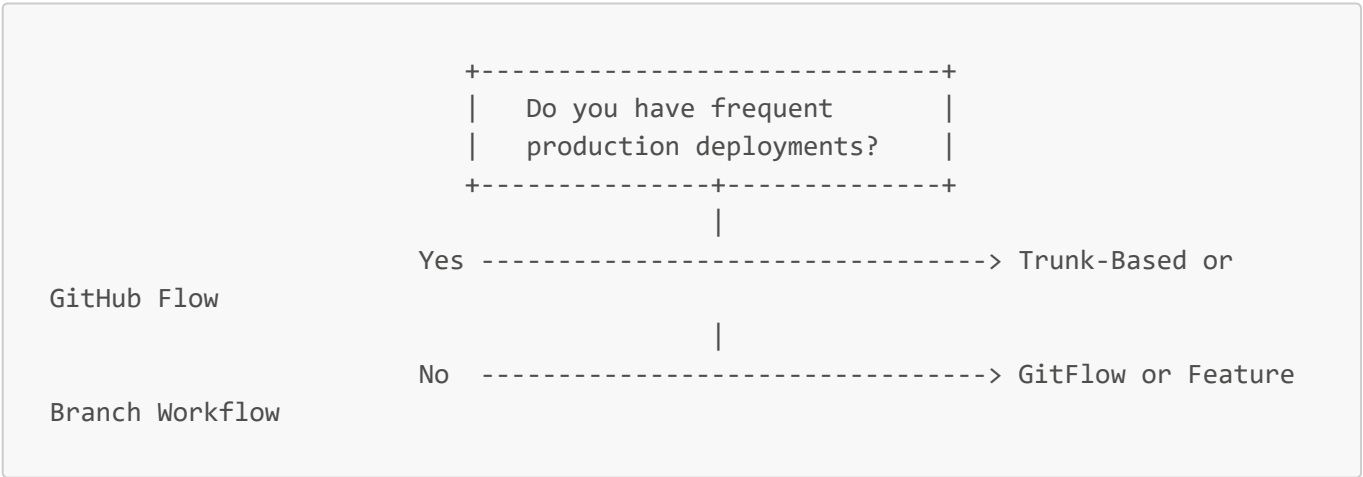 +------------------------------+
|   Do you have frequent       |
|   production deployments?    |
+---------------+--------------+
|
Yes ---------------------------------> Trunk-Based or
GitHub Flow
|
No  ---------------------------------> GitFlow or Feature
Branch Workflow